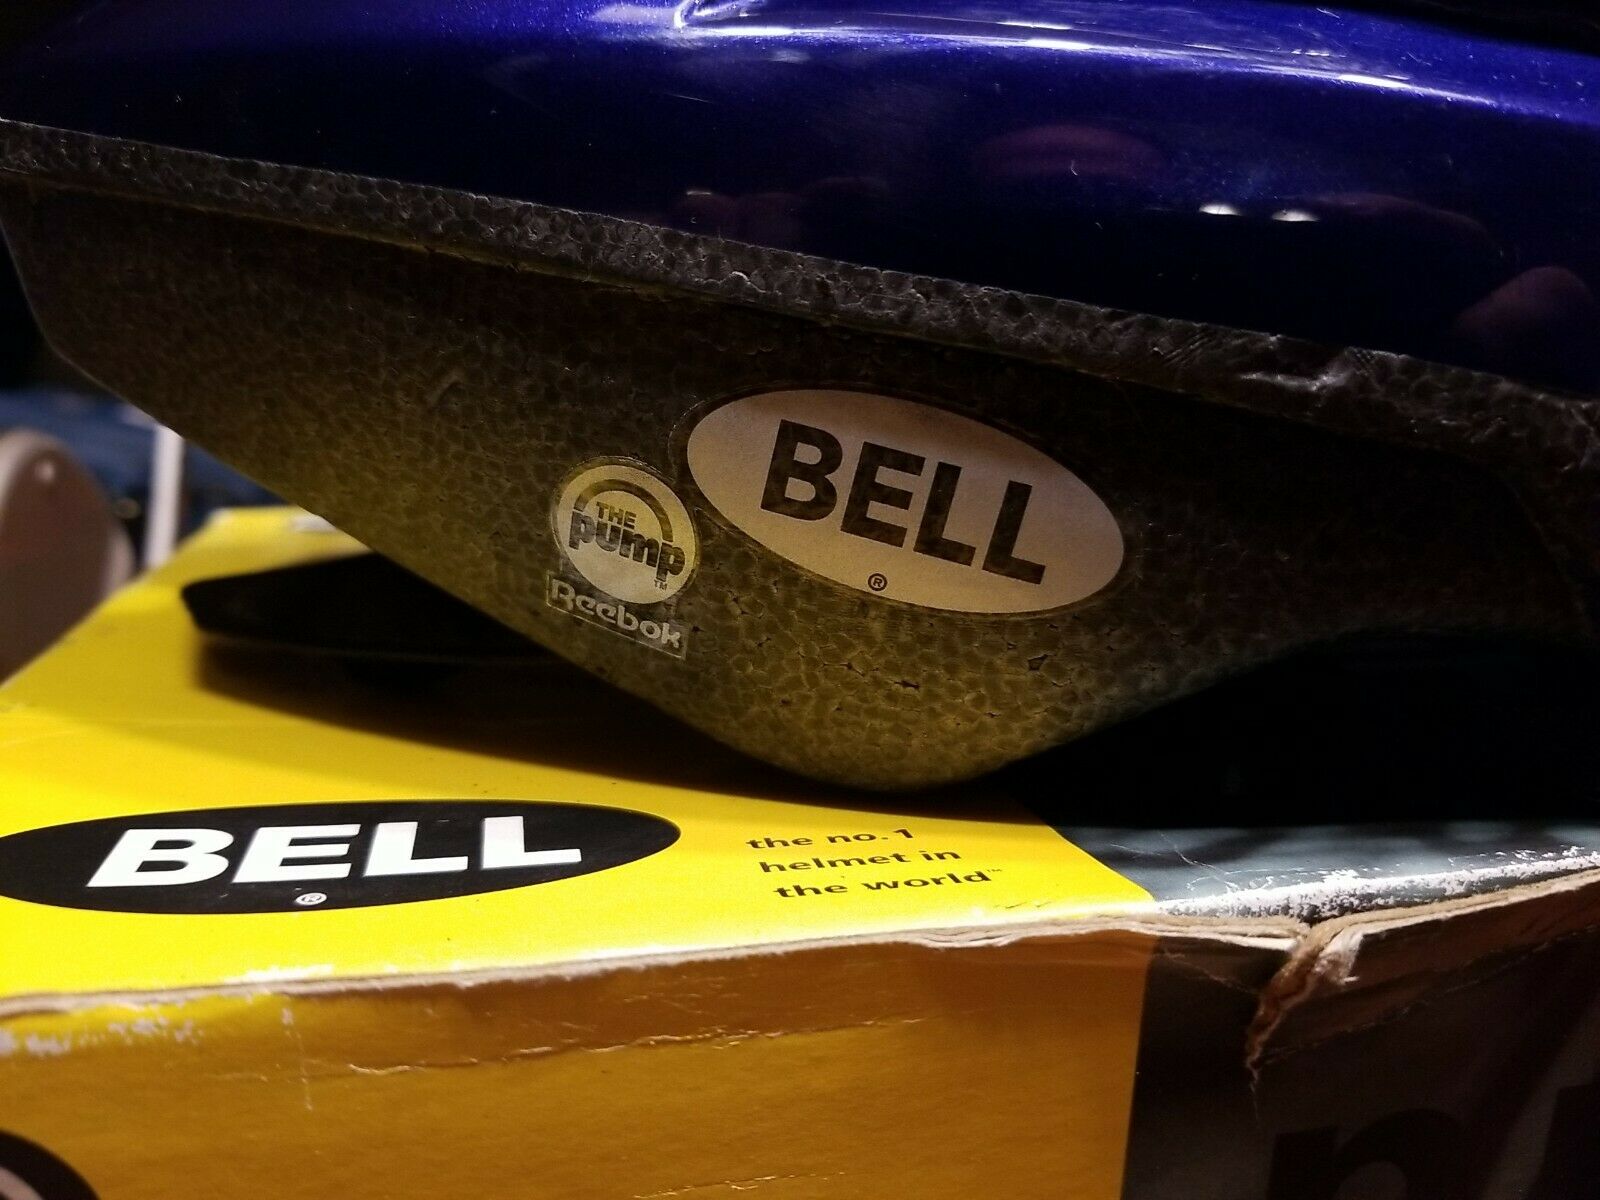 BELL
®
THE
pump
™
Reebok
BELL
®
the no.1
helmet in
the world™